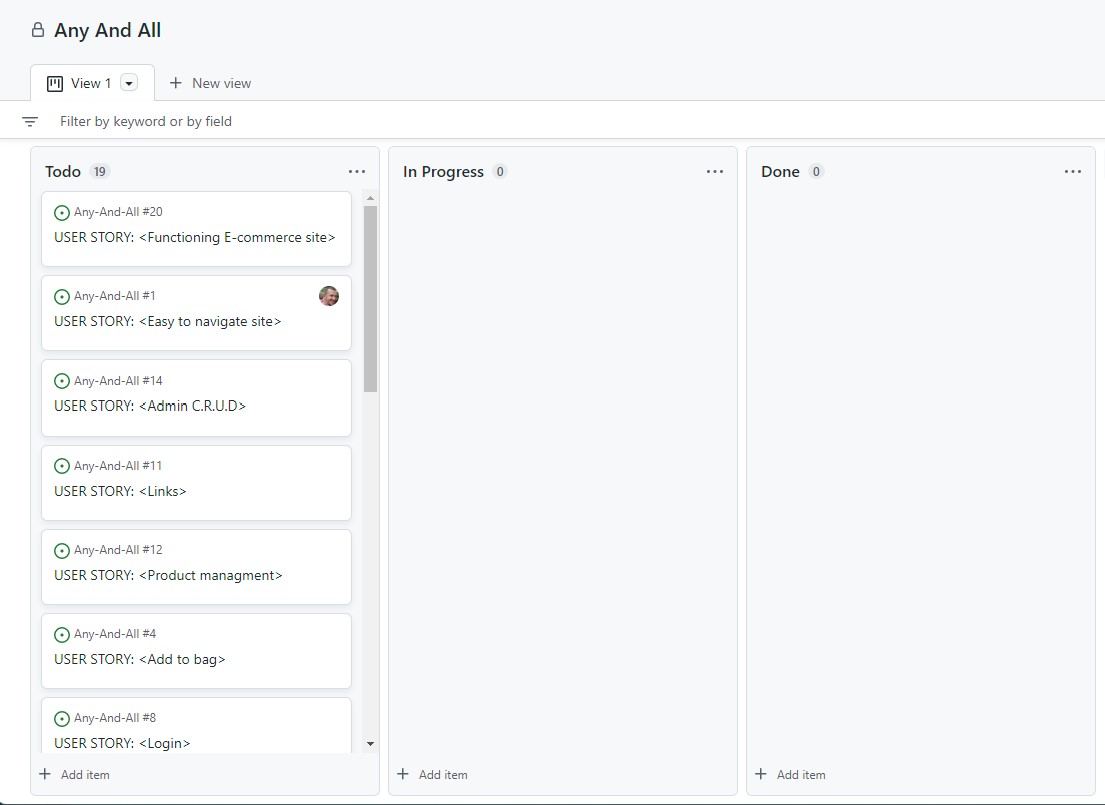 Any And All
View 1
New view
Filter by keyword or by field
Todo 19
Any-And-All #20
USER STORY: <Functioning E-commerce site>
Any-And-All #1
USER STORY: <Easy to navigate site>
Any-And-All #14
USER STORY: <Admin C.R.U.D>
Any-And-All #11
USER STORY: <Links>
Any-And-All #12
USER STORY: <Product managment>
Any-And-All #4
USER STORY: <Add to bag>
Any-And-All #8
USER STORY: <Login>
Add item
In Progress 0
Add item
Done 0
Add item